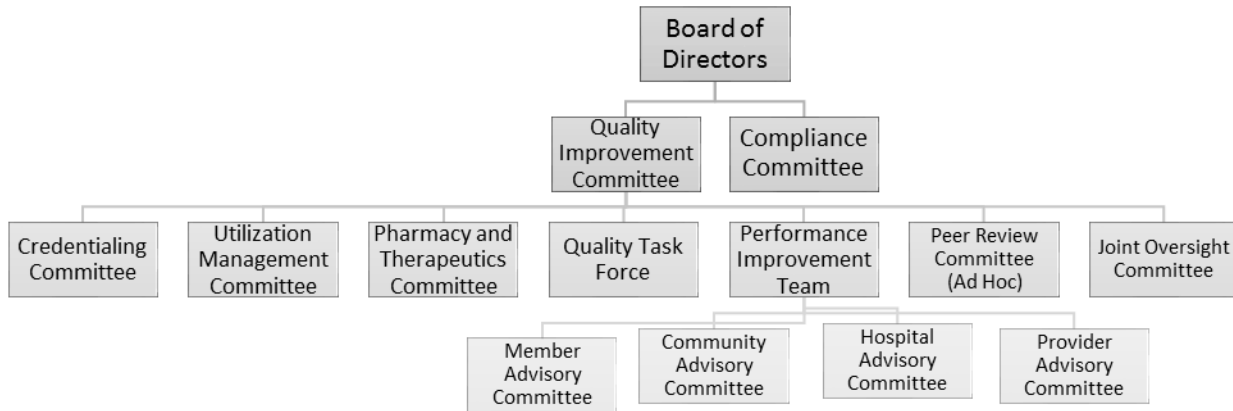 Board of
Directors
Quality
Improvement
Committee
Compliance
Committee
Credentialing
Committee
Utilization
Management
Committee
Pharmacy and
Therapeutics
Committee
Quality Task
Force
Performance
Improvement
Team
Peer Review
Committee
(Ad Hoc)
Joint Oversight
Committee
Member
Advisory
Committee
Community
Advisory
Committee
Hospital
Advisory
Committee
Provider
Advisory
Committee